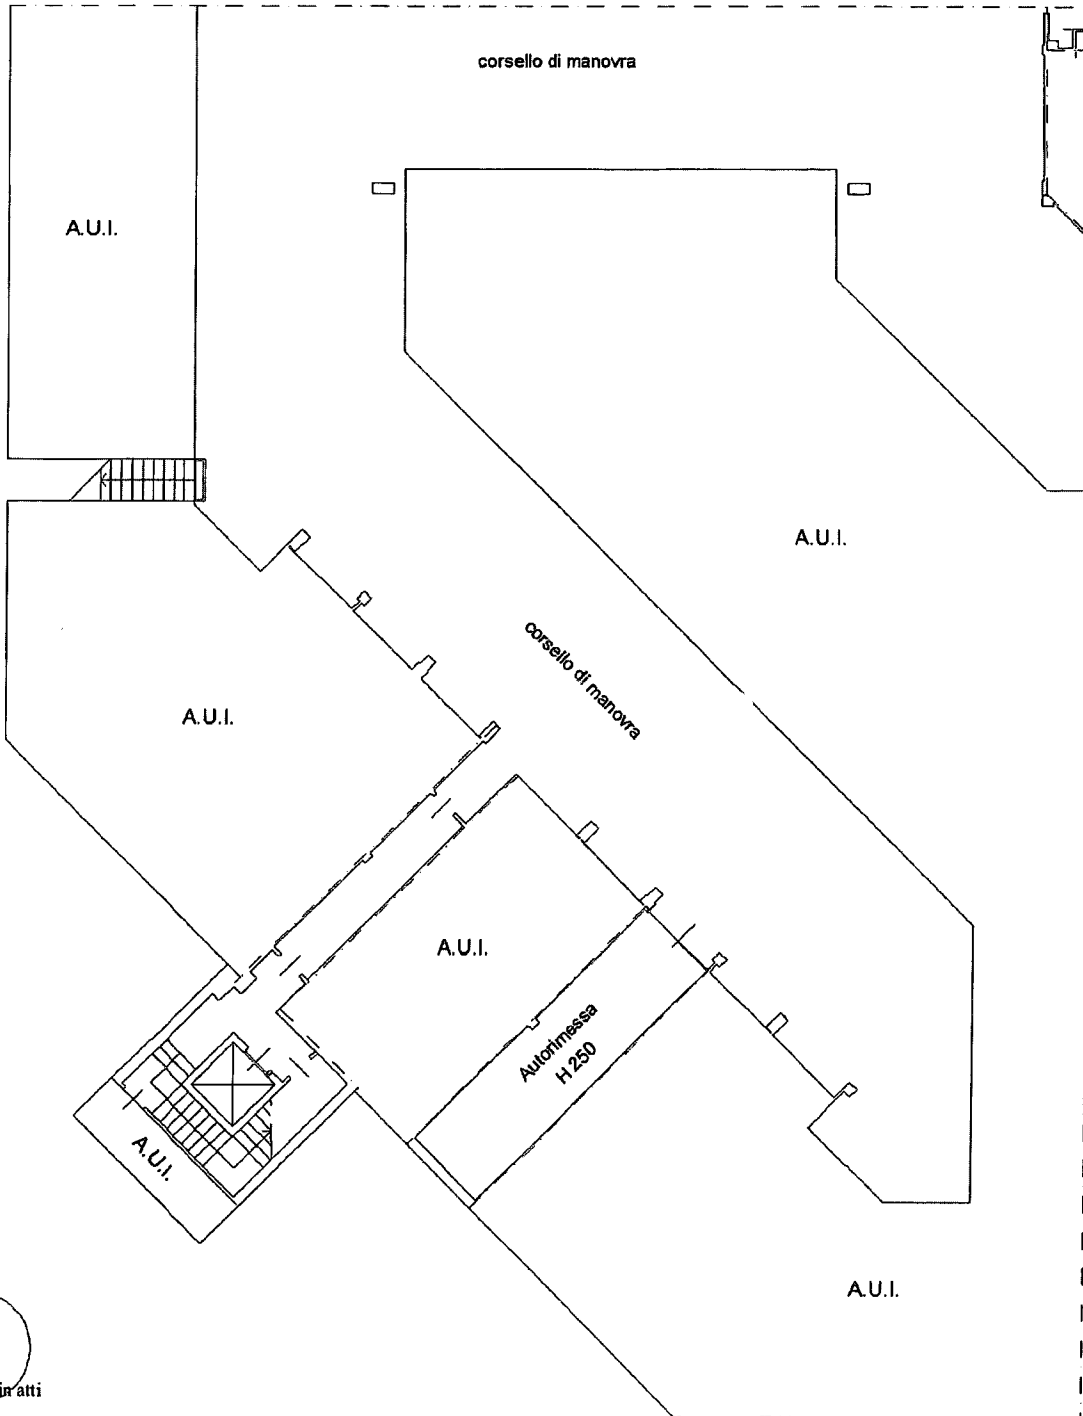 corsello di manovra
A.U.I.
A.U.I.
corsello di manovra
A.U.I.
A.U.I.
Autorimessa
H 250
A.U.I.
A.U.I.
in atti